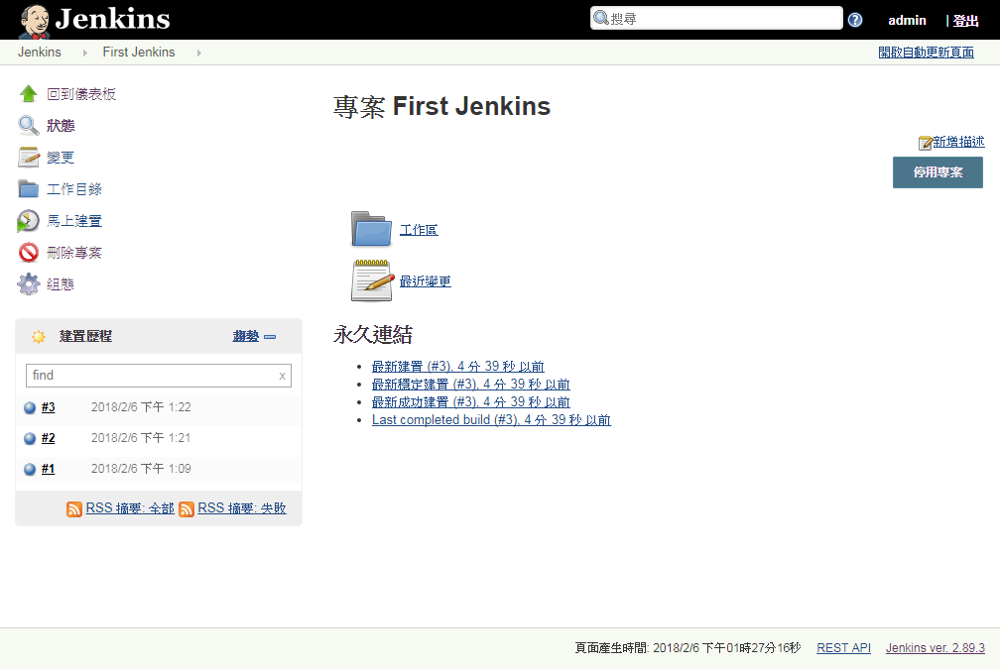 Jenkins
搜尋
admin
| 登出
Jenkins
First Jenkins
開啟自動更新頁面
回到儀表板
狀態
變更
工作目錄
馬上建置
刪除專案
組態
專案 First Jenkins
新增描述
停用專案
工作區
最近變更
永久連結
最新建置 (#3), 4 分 39 秒 以前
最新穩定建置 (#3), 4 分 39 秒 以前
最新成功建置 (#3), 4 分 39 秒 以前
Last completed build (#3), 4 分 39 秒 以前
建置歷程
趨勢
find
x
#3 2018/2/6 下午 1:22
#2 2018/2/6 下午 1:21
#1 2018/2/6 下午 1:09
RSS 摘要: 全部 RSS 摘要: 失敗
頁面產生時間: 2018/2/6 下午01時27分16秒 REST API Jenkins ver. 2.89.3